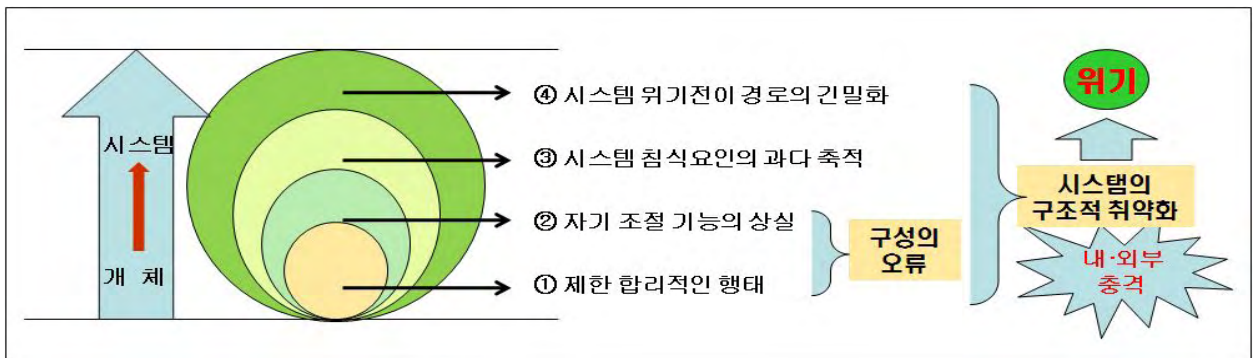 시스템
개 체
④ 시스템 위기전이 경로의 긴밀화
③ 시스템 침식요인의 과다 축적
② 자기 조절 기능의 상실
① 제한 합리적인 행태
구성의
오류
위기
시스탬의
구조적 취약화
내·외부
충격